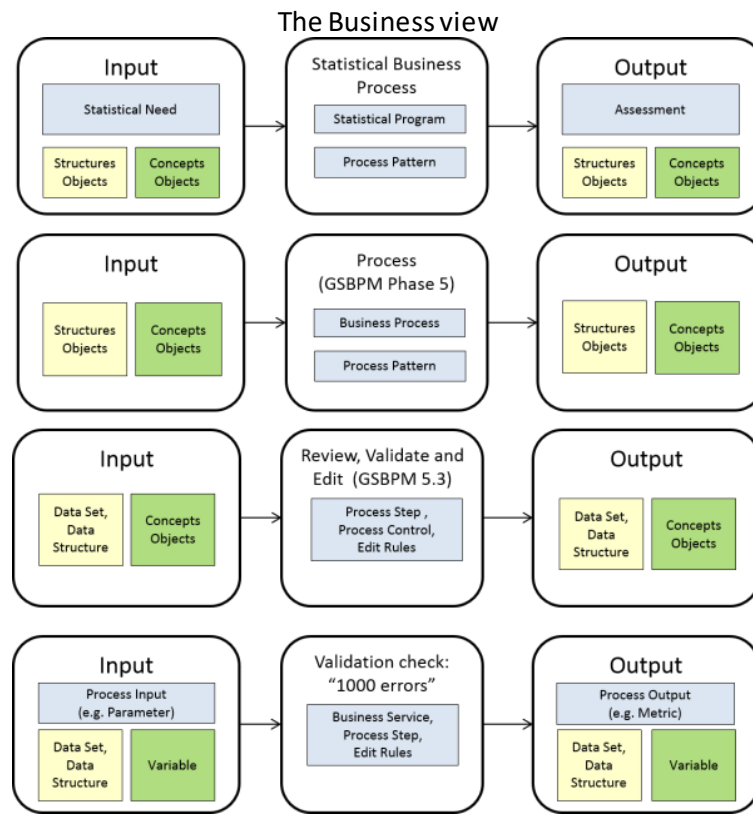 The Business view
Input
Statistical Need
Structures
Objects
Concepts
Objects
Statistical Business
Process
Statistical Program
Process Pattern
Output
Assessment
Structures
Objects
Concepts
Objects
Input
Structures
Objects
Concepts
Objects
Process
(GSBPM Phase 5)
Business Process
Process Pattern
Output
Structures
Objects
Concepts
Objects
Input
Data Set,
Data
Structure
Concepts
Objects
Review, Validate and
Edit (GSBPM 5.3)
Process Step ,
Process Control,
Edit Rules
Output
Data Set,
Data
Structure
Concepts
Objects
Input
Process Input
(e.g. Parameter)
Data Set,
Data
Structure
Variable
Validation check:
“1000 errors”
Business Service,
Process Step,
Edit Rules
Output
Process Output
(e.g. Metric)
Data Set,
Data
Structure
Variable